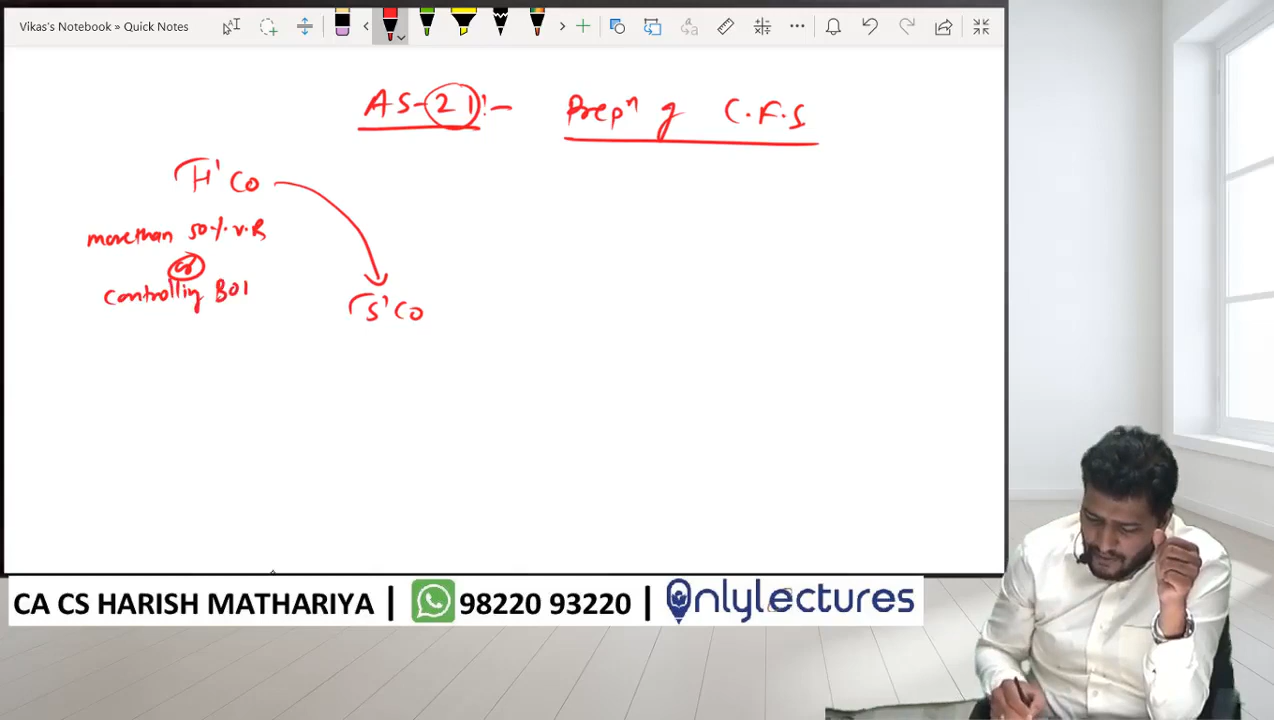 Vikas's Notebook » Quick Notes
AS-21:- Prepⁿ of C.F.S
H' Co
more than 50%. V.R
or
Controlling BOD
S' Co
CA CS HARISH MATHARIYA | 98220 93220 | Onlylectures